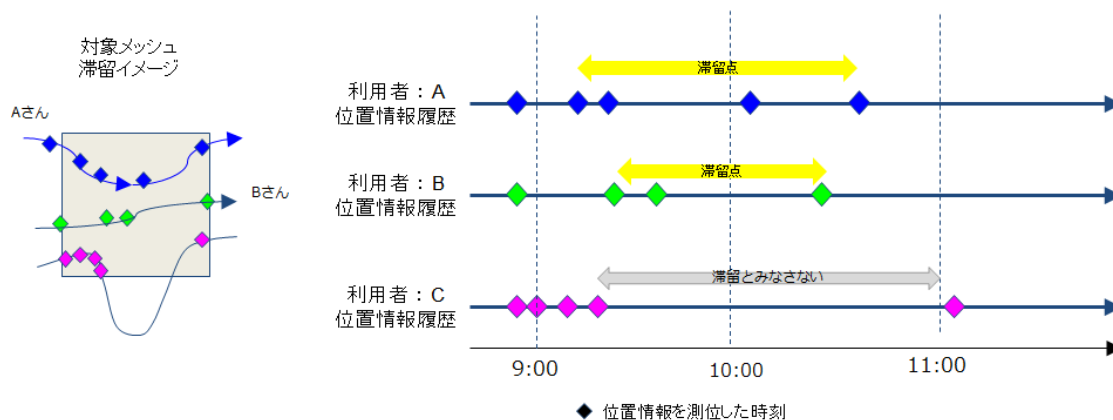 対象メッシュ
滞留イメージ
Aさん
Bさん
滞留点
利用者：A
位置情報履歴
滞留点
利用者：B
位置情報履歴
滞留とみなさない
利用者：C
位置情報履歴
9:00
10:00
11:00
位置情報を測位した時刻